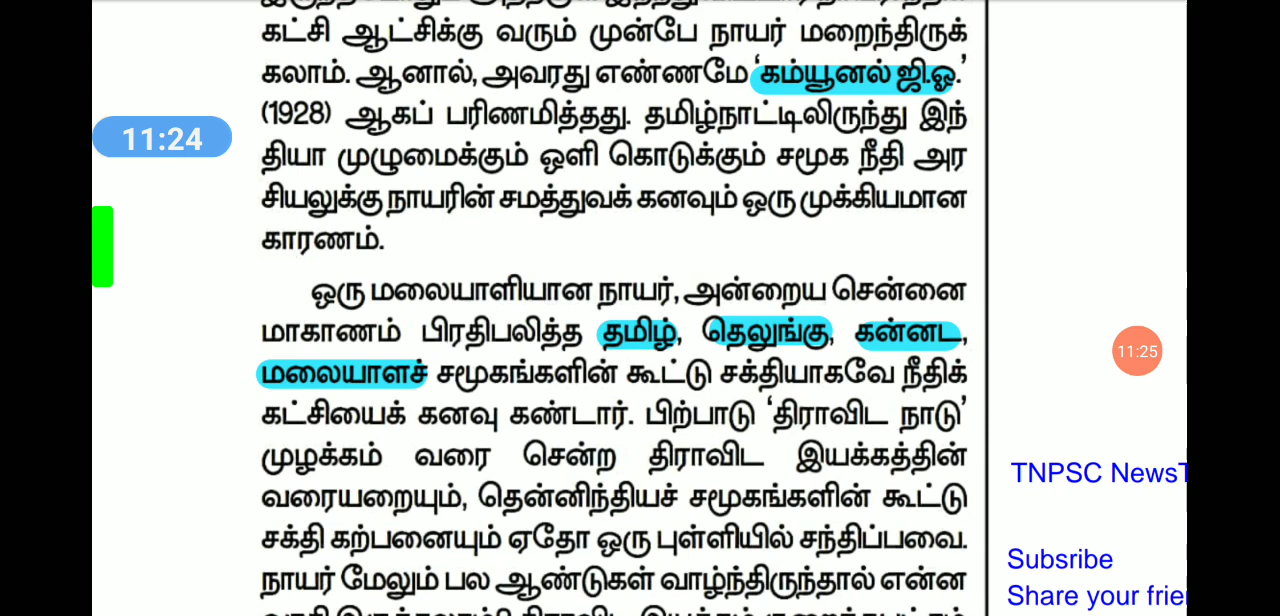 கட்சி ஆட்சிக்கு வரும் முன்பே நாயர் மறைந்திருக்
கலாம். ஆனால், அவரது எண்ணமே ‘கம்யூனல் ஜி.ஓ.’
(1928) ஆகப் பரிணமித்தது. தமிழ்நாட்டிலிருந்து இந்
தியா முழுமைக்கும் ஒளி கொடுக்கும் சமூக நீதி அர
சியலுக்கு நாயரின் சமத்துவக் கனவும் ஒரு முக்கியமான
காரணம்.
ஒரு மலையாளியான நாயர், அன்றைய சென்னை
மாகாணம் பிரதிபலித்த தமிழ், தெலுங்கு, கன்னட,
மலையாளச் சமூகங்களின் கூட்டு சக்தியாகவே நீதிக்
கட்சியைக் கனவு கண்டார். பிற்பாடு ‘திராவிட நாடு’
முழக்கம் வரை சென்ற திராவிட இயக்கத்தின்
வரையறையும், தென்னிந்தியச் சமூகங்களின் கூட்டு
சக்தி கற்பனையும் ஏதோ ஒரு புள்ளியில் சந்திப்பவை.
நாயர் மேலும் பல ஆண்டுகள் வாழ்ந்திருந்தால் என்ன
11:24
11:25
TNPSC NewsT
Subsribe
Share your frie